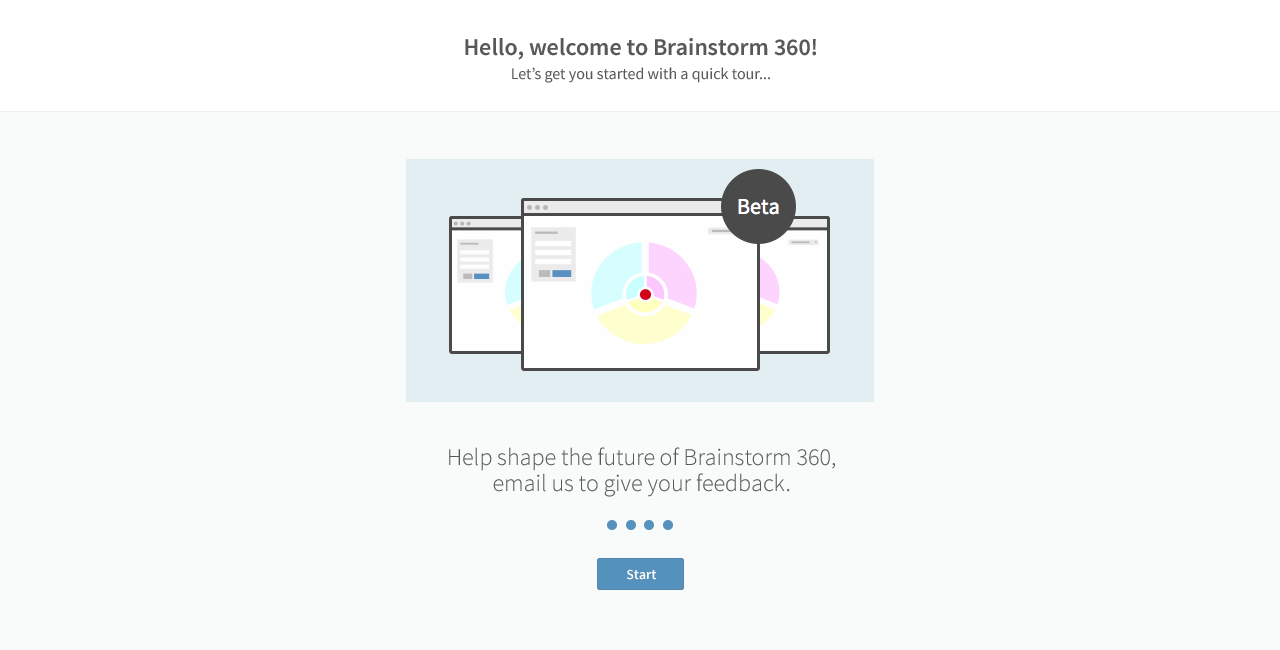 Hello, welcome to Brainstorm 360!
Let’s get you started with a quick tour...
Beta
Help shape the future of Brainstorm 360,
email us to give your feedback.
Start